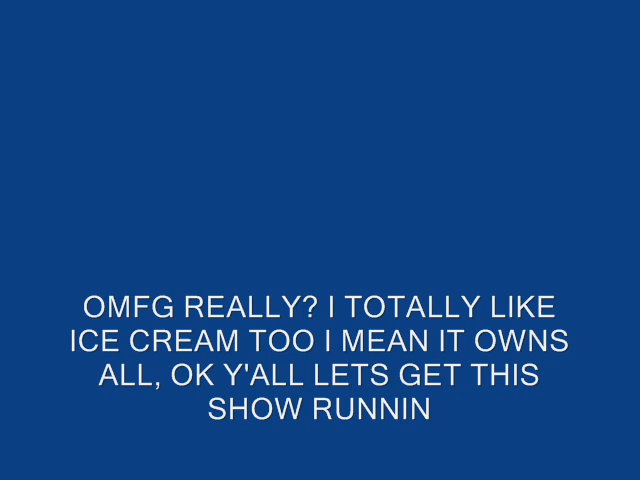 OMFG REALLY? I TOTALLY LIKE
ICE CREAM TOO I MEAN IT OWNS
ALL, OK Y'ALL LETS GET THIS
SHOW RUNNIN